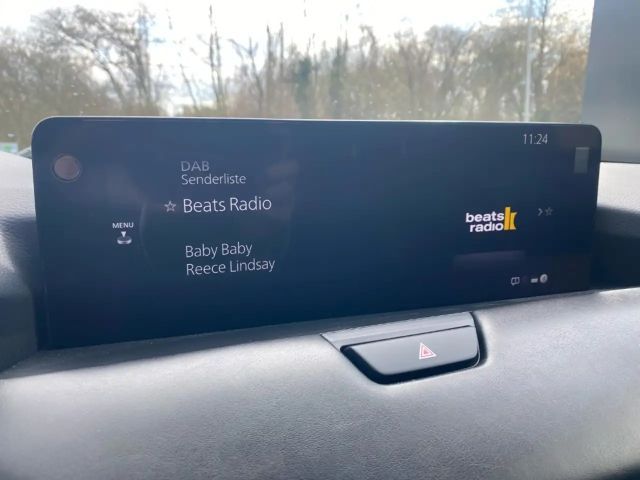 11:24
DAB
Senderliste
Beats Radio
MENU
beats
radio
Baby Baby
Reece Lindsay